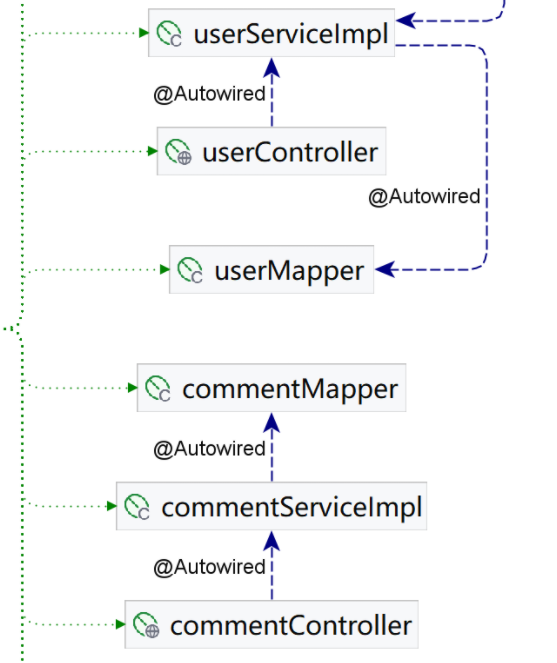 userServiceImpl
@Autowired
userController
@Autowired
userMapper
commentMapper
@Autowired
commentServiceImpl
@Autowired
commentController